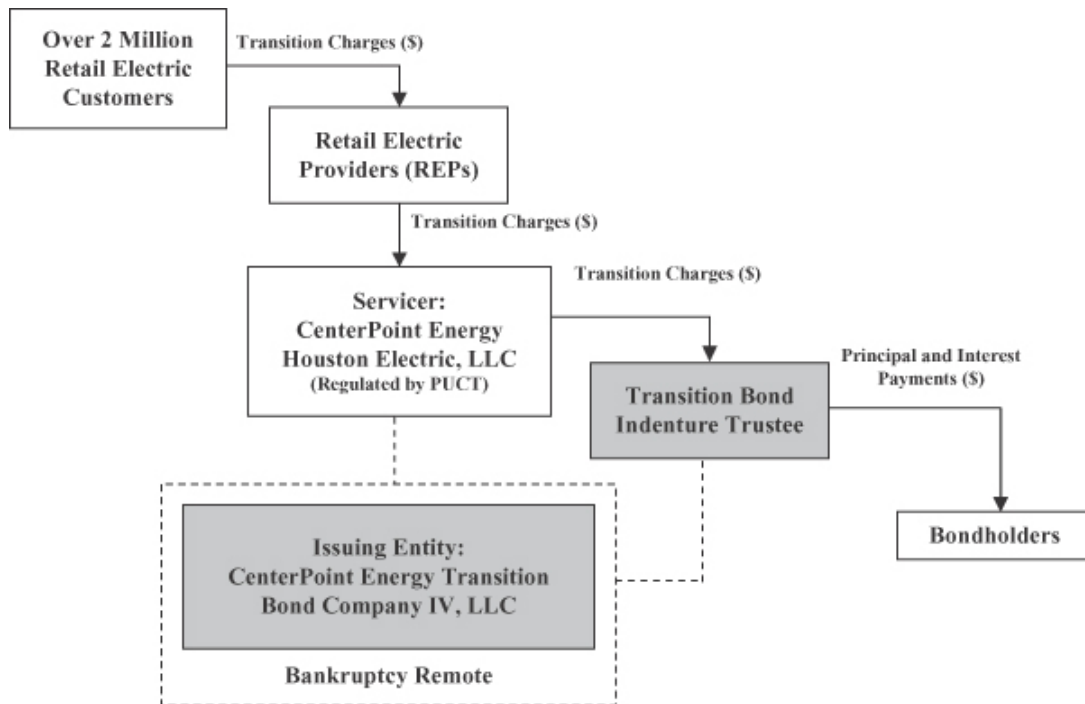 Over 2 Million
Retail Electric
Customers
Transition Charges ($)
Retail Electric
Providers (REPs)
Transition Charges ($)
Servicer:
CenterPoint Energy
Houston Electric, LLC
(Regulated by PUCT)
Transition Charges ($)
Transition Bond
Indenture Trustee
Principal and Interest
Payments ($)
Bondholders
Issuing Entity:
CenterPoint Energy Transition
Bond Company IV, LLC
Bankruptcy Remote